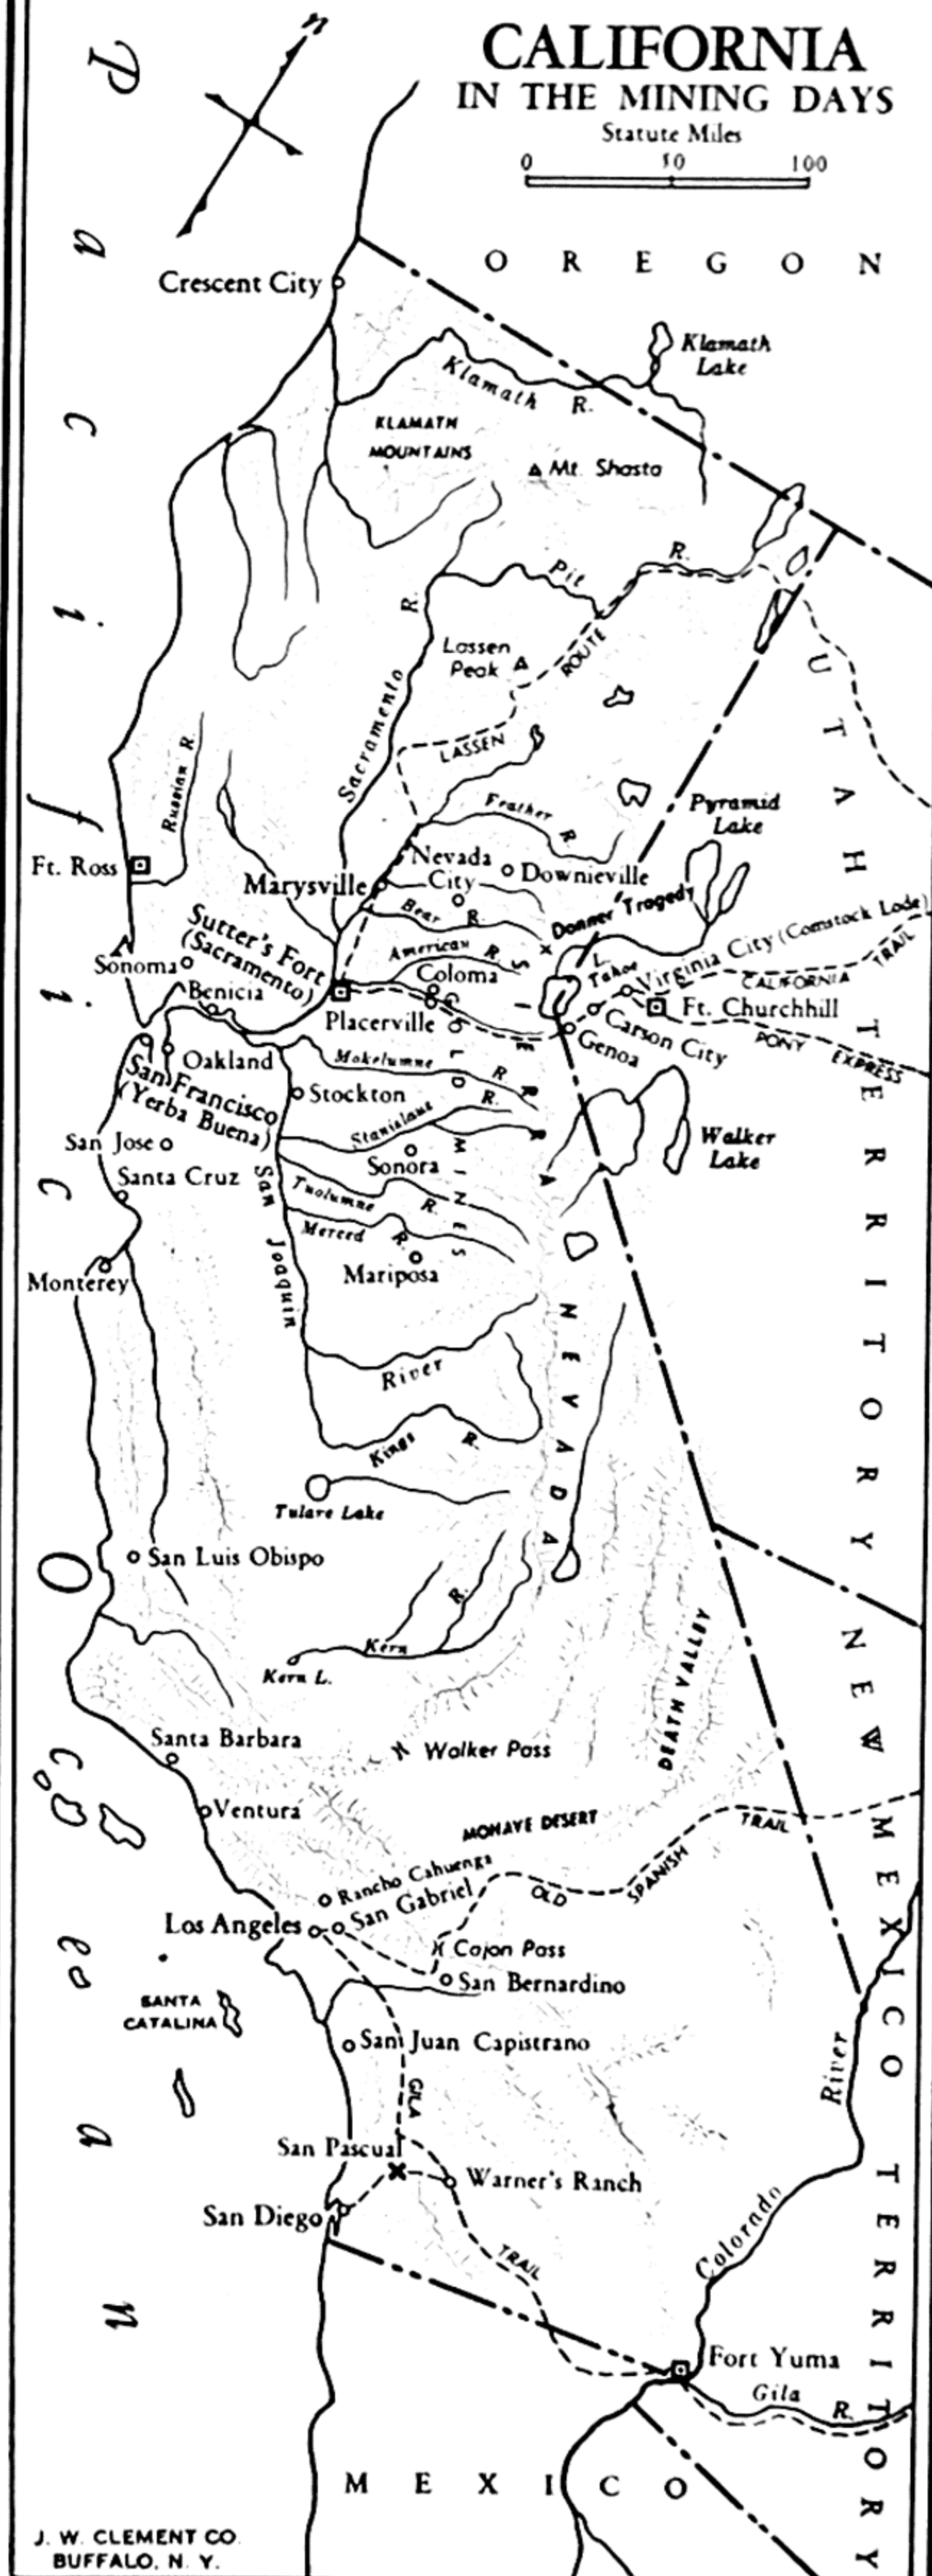 CALIFORNIA
IN THE MINING DAYS
Statute Miles
0 50 100
n
Pacific Ocean
OREGON
Crescent City
Klamath
Lake
Klamath R.
KLAMATH
MOUNTAINS
Mt. Shasta
Pit R.
Sacramento R.
Lassen
Peak
LASSEN ROUTE
UTAH TERRITORY
Russian R.
Feather R.
Pyramid
Lake
Ft. Ross
Nevada
City
Downieville
Marysville
Bear R.
Donner Tragedy
Sutter's Fort
(Sacramento)
American R.
Sonoma
Benicia
Coloma
L.
Tahoe
Virginia City (Comstock Lode)
CALIFORNIA TRAIL
Placerville
Ft. Churchhill
Carson City
Genoa
PONY EXPRESS
GOLD MINES
SIERRA NEVADA
Oakland
San Francisco
(Yerba Buena)
Mokelumne R.
Stockton
Stanislaus R.
San Jose
Sonora
Walker
Lake
Santa Cruz
Tuolumne R.
Merced R.
Mariposa
Monterey
San Joaquin River
Kings R.
Tulare Lake
San Luis Obispo
Kern R.
Kern L.
DEATH VALLEY
NEW MEXICO TERRITORY
Santa Barbara
Walker Pass
Ventura
MOHAVE DESERT
OLD SPANISH TRAIL
Rancho Cahuenga
San Gabriel
Los Angeles
Cajon Pass
San Bernardino
SANTA
CATALINA
San Juan Capistrano
GILA TRAIL
San Pascual
Warner's Ranch
San Diego
Colorado River
Fort Yuma
Gila R.
MEXICO
J. W. CLEMENT CO.
BUFFALO, N. Y.